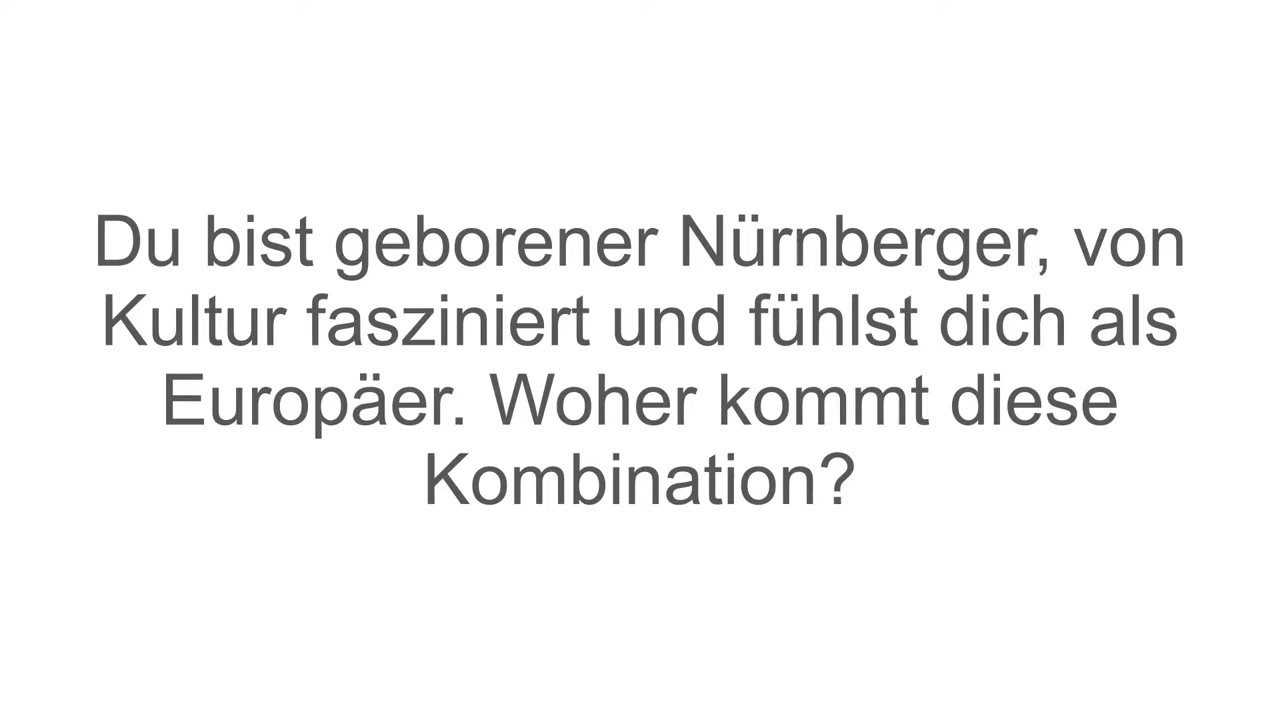 Du bist geborener Nürnberger, von
Kultur fasziniert und fühlst dich als
Europäer. Woher kommt diese
Kombination?